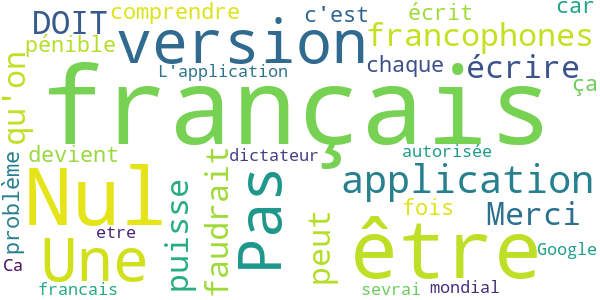 DOIT
comprendre
c'est
écrit
car
pénible
version
francophones
L'application
chaque
écrire
ça
qu'on
français
devient
dictateur
autorisée
problème
Nul
puisse
faudrait
Pas
application
peut
fois
Merci
etre
Une
être
Google
Ca
francais
sevrai
mondial